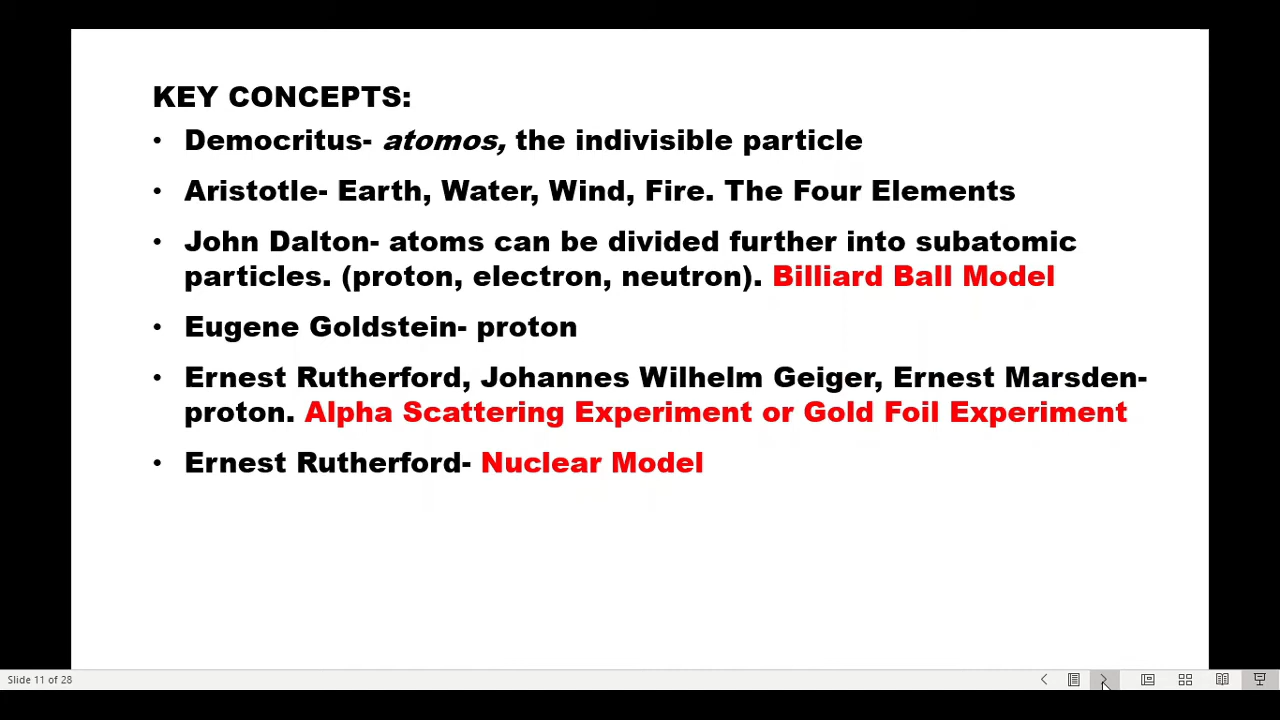 KEY CONCEPTS:
• Democritus- atomos, the indivisible particle
• Aristotle- Earth, Water, Wind, Fire. The Four Elements
• John Dalton- atoms can be divided further into subatomic
particles. (proton, electron, neutron). Billiard Ball Model
• Eugene Goldstein- proton
• Ernest Rutherford, Johannes Wilhelm Geiger, Ernest Marsden-
proton. Alpha Scattering Experiment or Gold Foil Experiment
• Ernest Rutherford- Nuclear Model
Slide 11 of 28